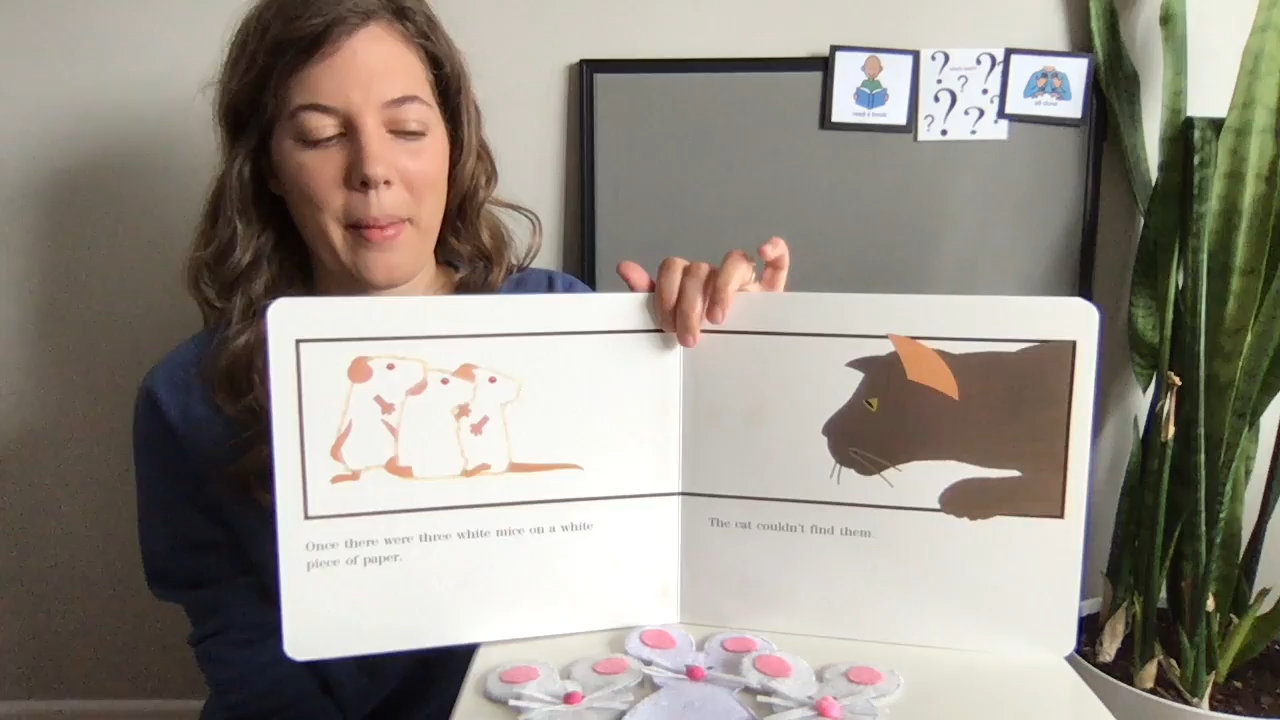 read a book
? ? ? ? ? ?
all done
Once there were three white mice on a white
piece of paper.
The cat couldn't find them.